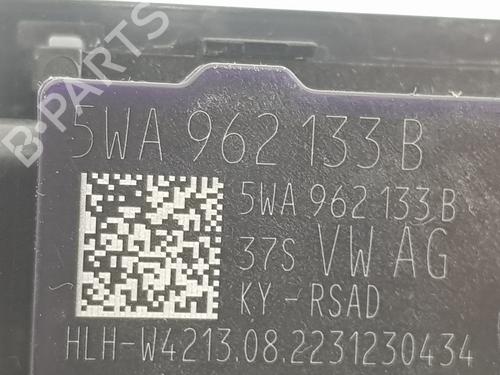 5WA 962 133 B
5WA 962 133 B
37S VW AG
KY-RSAD
HLH-W4213.08.2231230434
B-PARTS